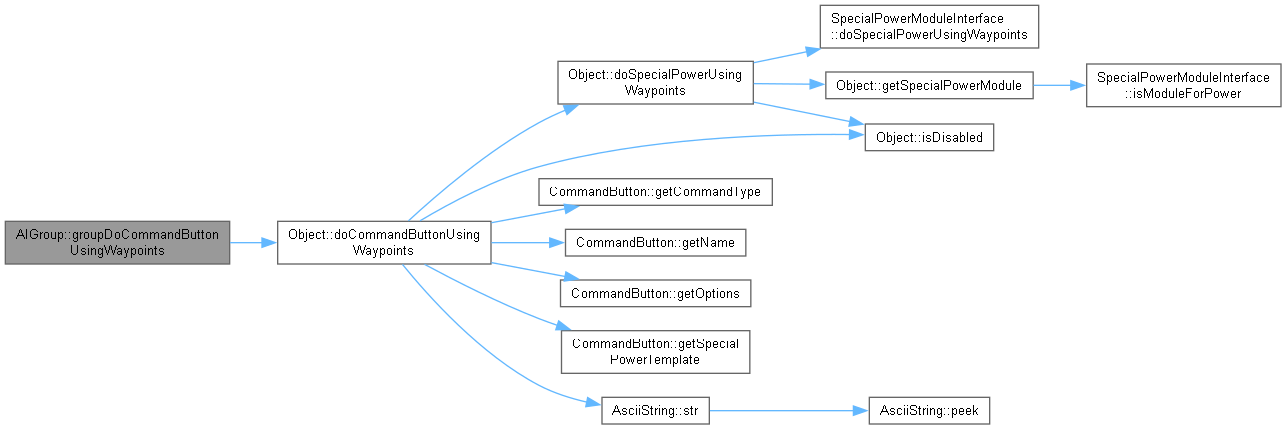 SpecialPowerModuleInterface
::doSpecialPowerUsingWaypoints
Object::doSpecialPowerUsing
Waypoints
Object::getSpecialPowerModule
SpecialPowerModuleInterface
::isModuleForPower
Object::isDisabled
CommandButton::getCommandType
AIGroup::groupDoCommandButton
UsingWaypoints
Object::doCommandButtonUsing
Waypoints
CommandButton::getName
CommandButton::getOptions
CommandButton::getSpecial
PowerTemplate
AsciiString::str
AsciiString::peek